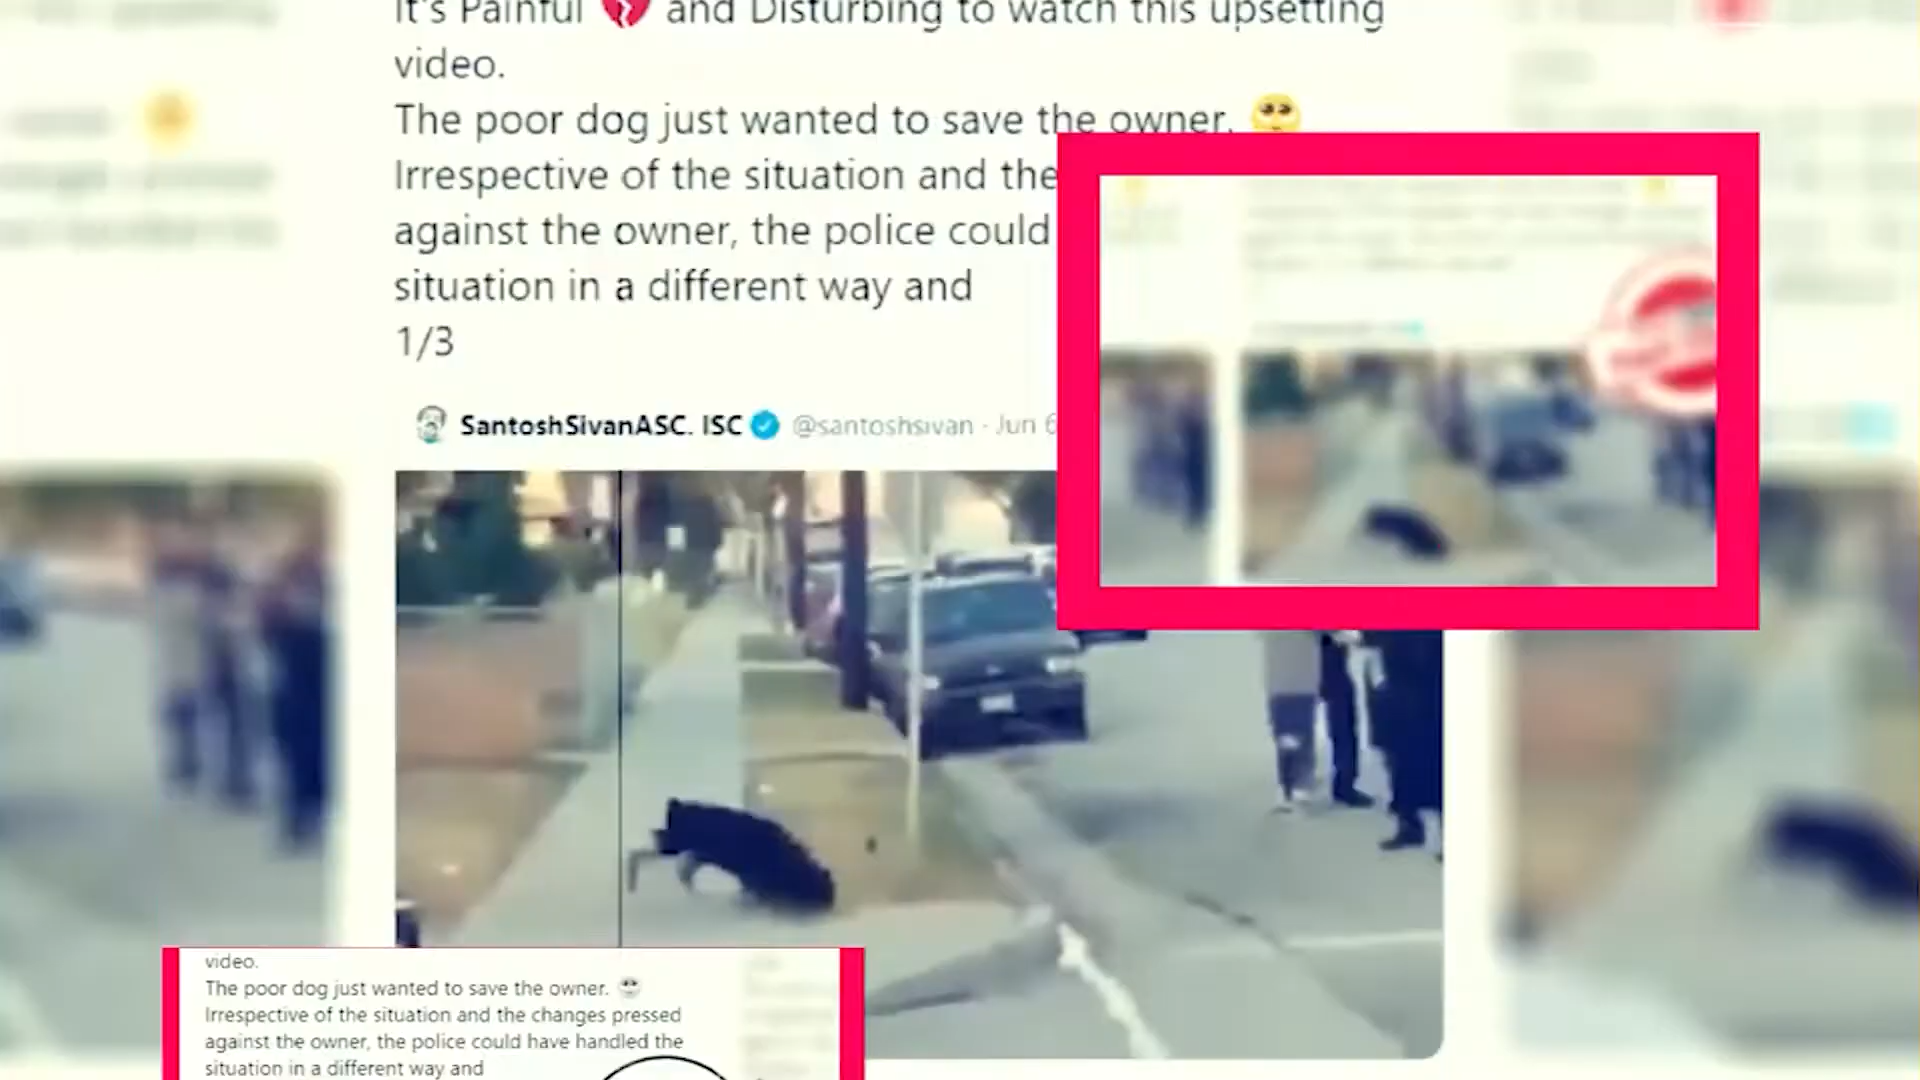 It's Painful and Disturbing to watch this upsetting
video.
The poor dog just wanted to save the owner.
Irrespective of the situation and the
against the owner, the police could
situation in a different way and
1/3
SantoshSivanASC. ISC @santoshsivan · Jun 6
video.
The poor dog just wanted to save the owner.
Irrespective of the situation and the changes pressed
against the owner, the police could have handled the
situation in a different way and